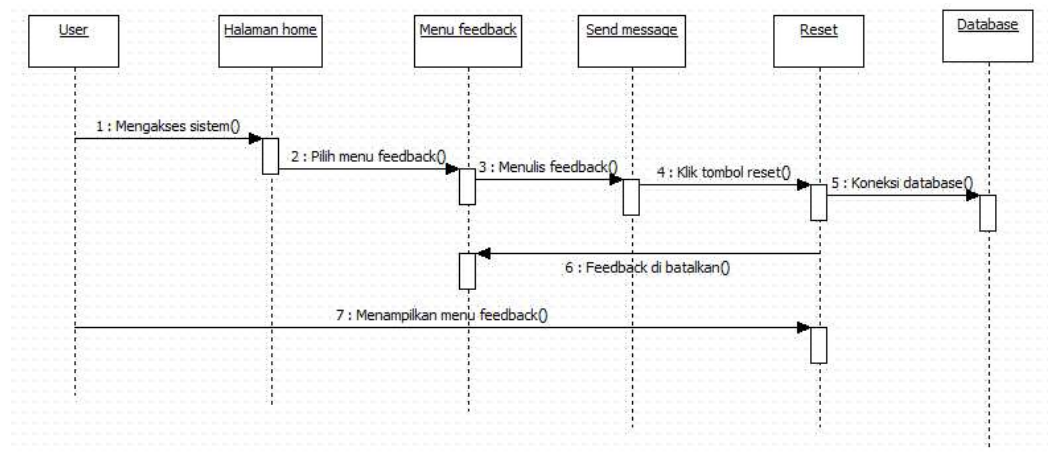 User
Halaman home
Menu feedback
Send message
Reset
Database
1 : Mengakses sistem()
2 : Pilih menu feedback()
3 : Menulis feedback()
4 : Klik tombol reset()
5 : Koneksi database()
6 : Feedback di batalkan()
7 : Menampilkan menu feedback()